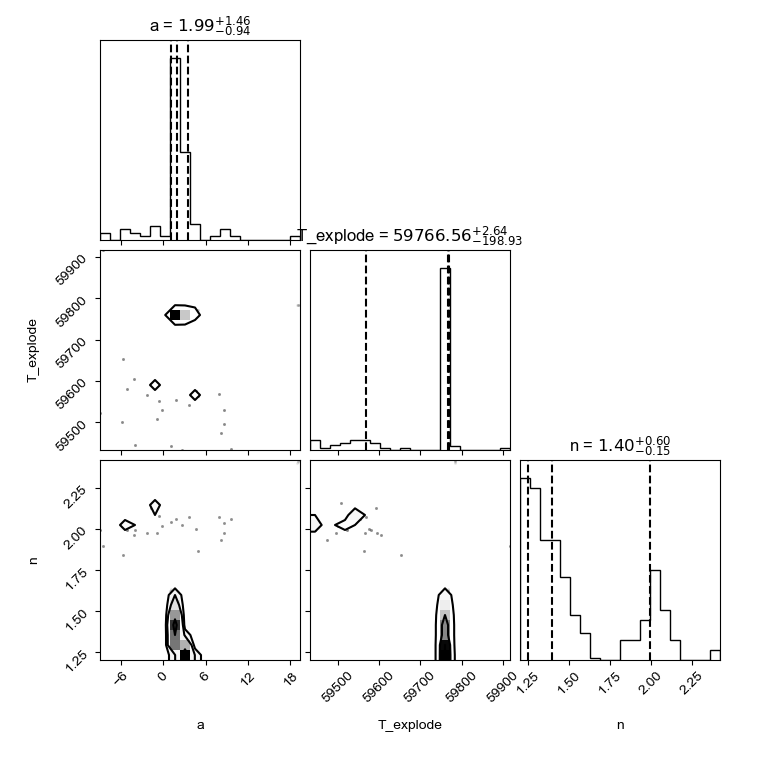 a = 1.99+1.46−0.94
T_explode = 59766.56+2.64−198.93
59900
59800
59700
59600
59500
T_explode
n = 1.40+0.60−0.15
2.25
2.00
1.75
1.50
1.25
n
−6 0 6 12 18
59500 59600 59700 59800 59900
1.25 1.50 1.75 2.00 2.25
a T_explode n